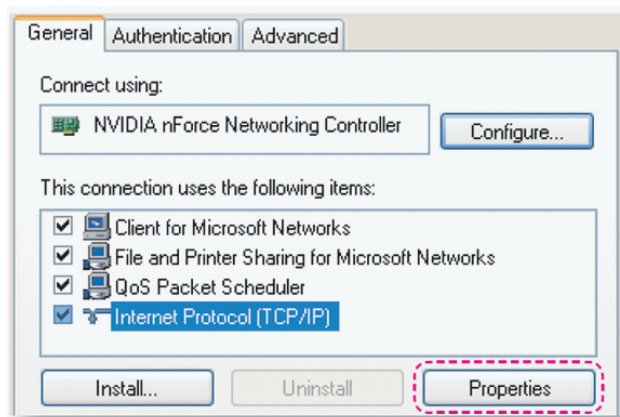 General Authentication Advanced
Connect using:
NVIDIA nForce Networking Controller Configure...
This connection uses the following items:
Client for Microsoft Networks
File and Printer Sharing for Microsoft Networks
QoS Packet Scheduler
Internet Protocol (TCP/IP)
Install... Uninstall Properties